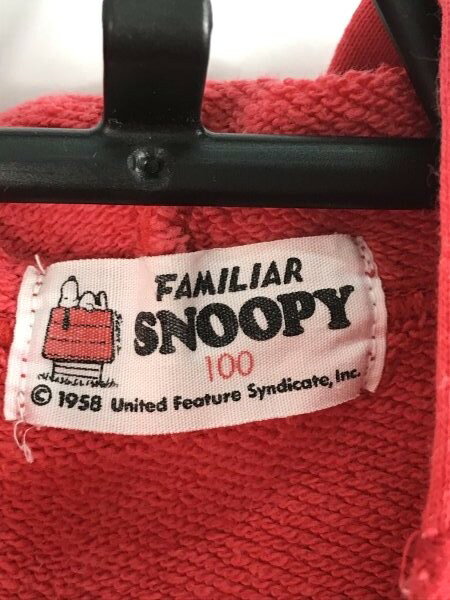 FAMILIAR
SNOOPY
100
© 1958 United Feature Syndicate, Inc.